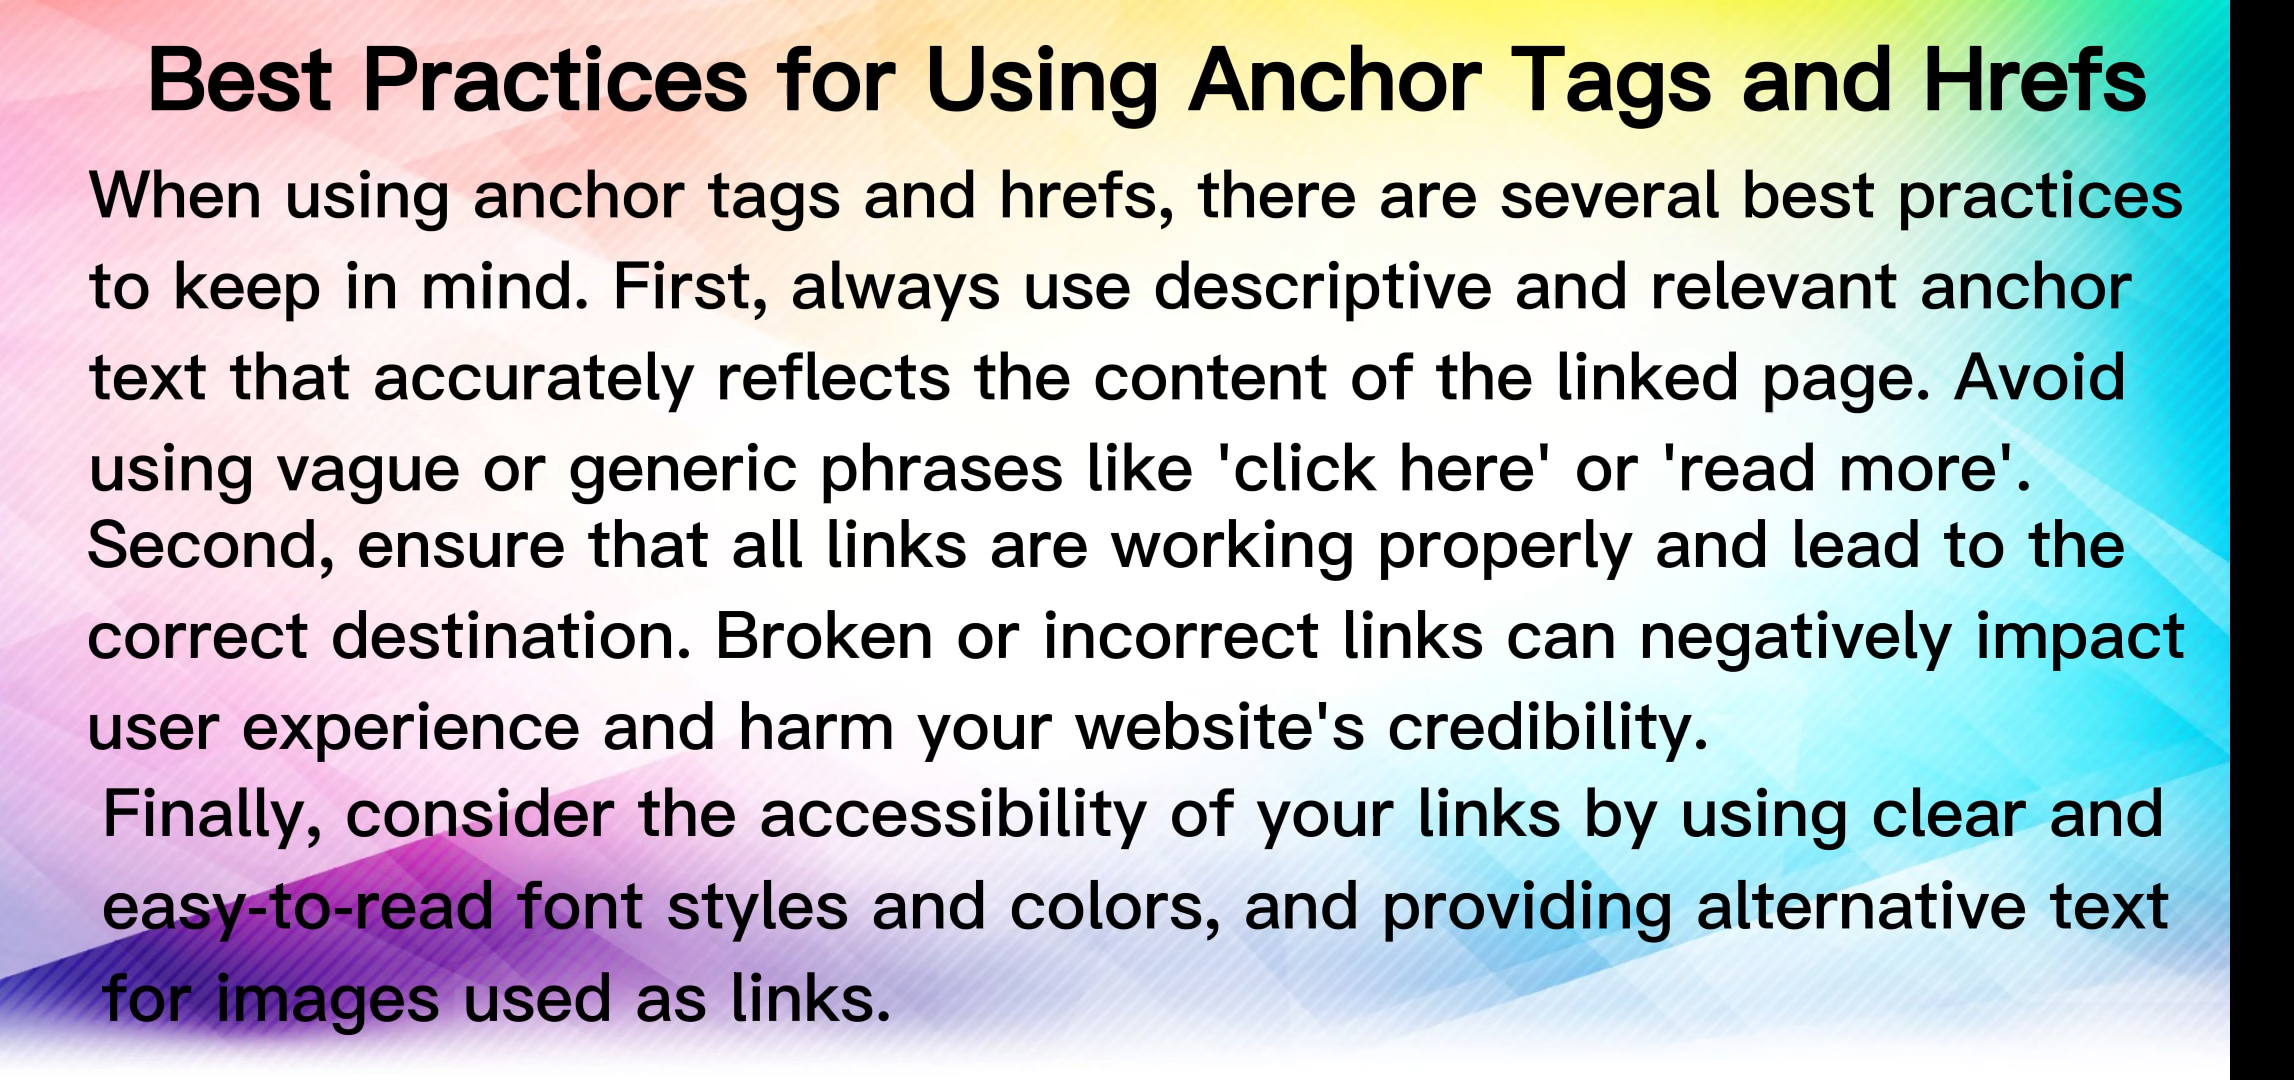 Best Practices for Using Anchor Tags and Hrefs
When using anchor tags and hrefs, there are several best practices
to keep in mind. First, always use descriptive and relevant anchor
text that accurately reflects the content of the linked page. Avoid
using vague or generic phrases like 'click here' or 'read more'.
Second, ensure that all links are working properly and lead to the
correct destination. Broken or incorrect links can negatively impact
user experience and harm your website's credibility.
Finally, consider the accessibility of your links by using clear and
easy-to-read font styles and colors, and providing alternative text
for images used as links.